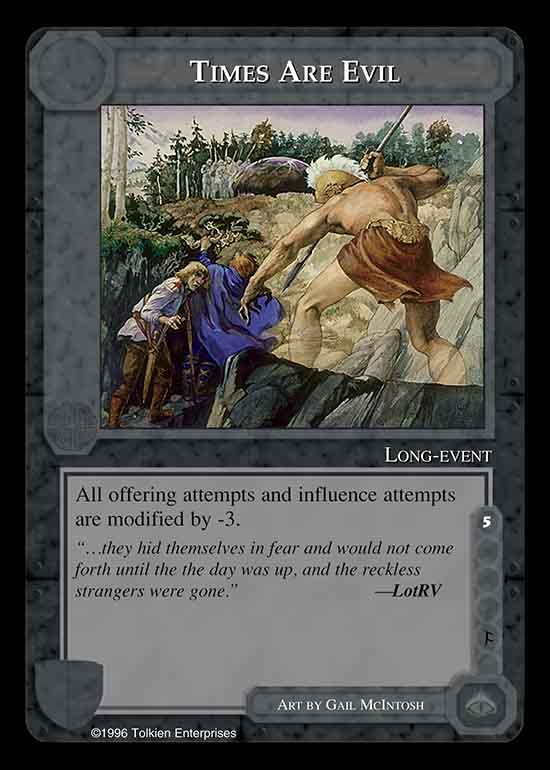 Times Are Evil
Long-event
All offering attempts and influence attempts
are modified by -3.
“…they hid themselves in fear and would not come
forth until the the day was up, and the reckless
strangers were gone.” —LotRV
5
Art by Gail McIntosh
©1996 Tolkien Enterprises